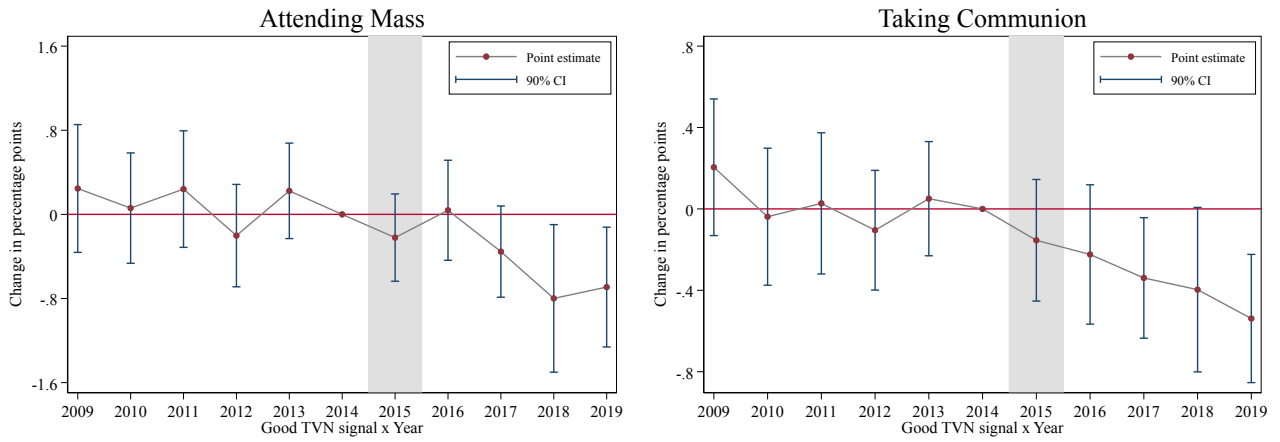 Attending Mass
Change in percentage points
1.6
.8
0
-.8
-1.6
Point estimate
90% CI
2009 2010 2011 2012 2013 2014 2015 2016 2017 2018 2019
Good TVN signal x Year
Taking Communion
Change in percentage points
.8
.4
0
-.4
-.8
Point estimate
90% CI
2009 2010 2011 2012 2013 2014 2015 2016 2017 2018 2019
Good TVN signal x Year